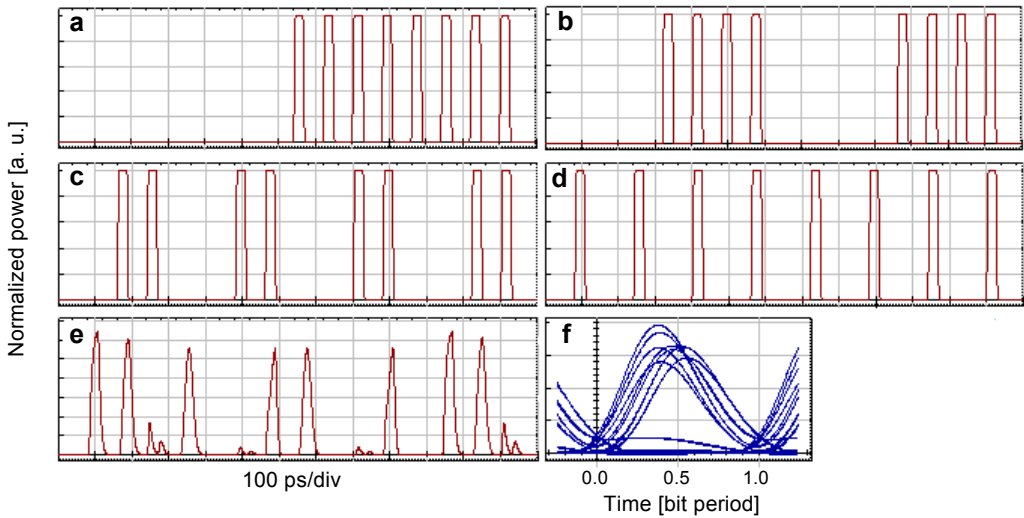 a
b
Normalized power [a. u.]
c
d
e
f
0.0 0.5 1.0
100 ps/div
Time [bit period]